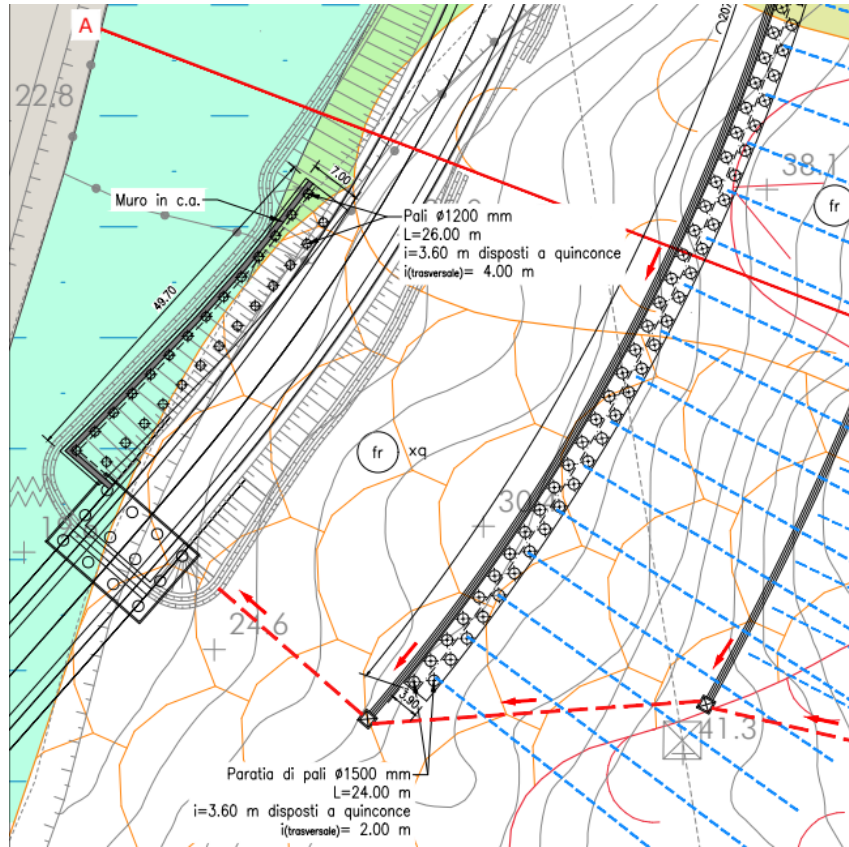 A
207
22.8
38.1
7.00
fr
Muro in c.a.
Pali ø1200 mm
L=26.00 m
i=3.60 m disposti a quinconce
i(trasversale)= 4.00 m
49.70
fr
xq
24.6
3.90
41.3
Paratia di pali ø1500 mm
L=24.00 m
i=3.60 m disposti a quinconce
i(trasversale)= 2.00 m